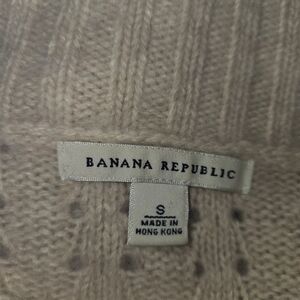 BANANA REPUBLIC
S
MADE IN
HONG KONG